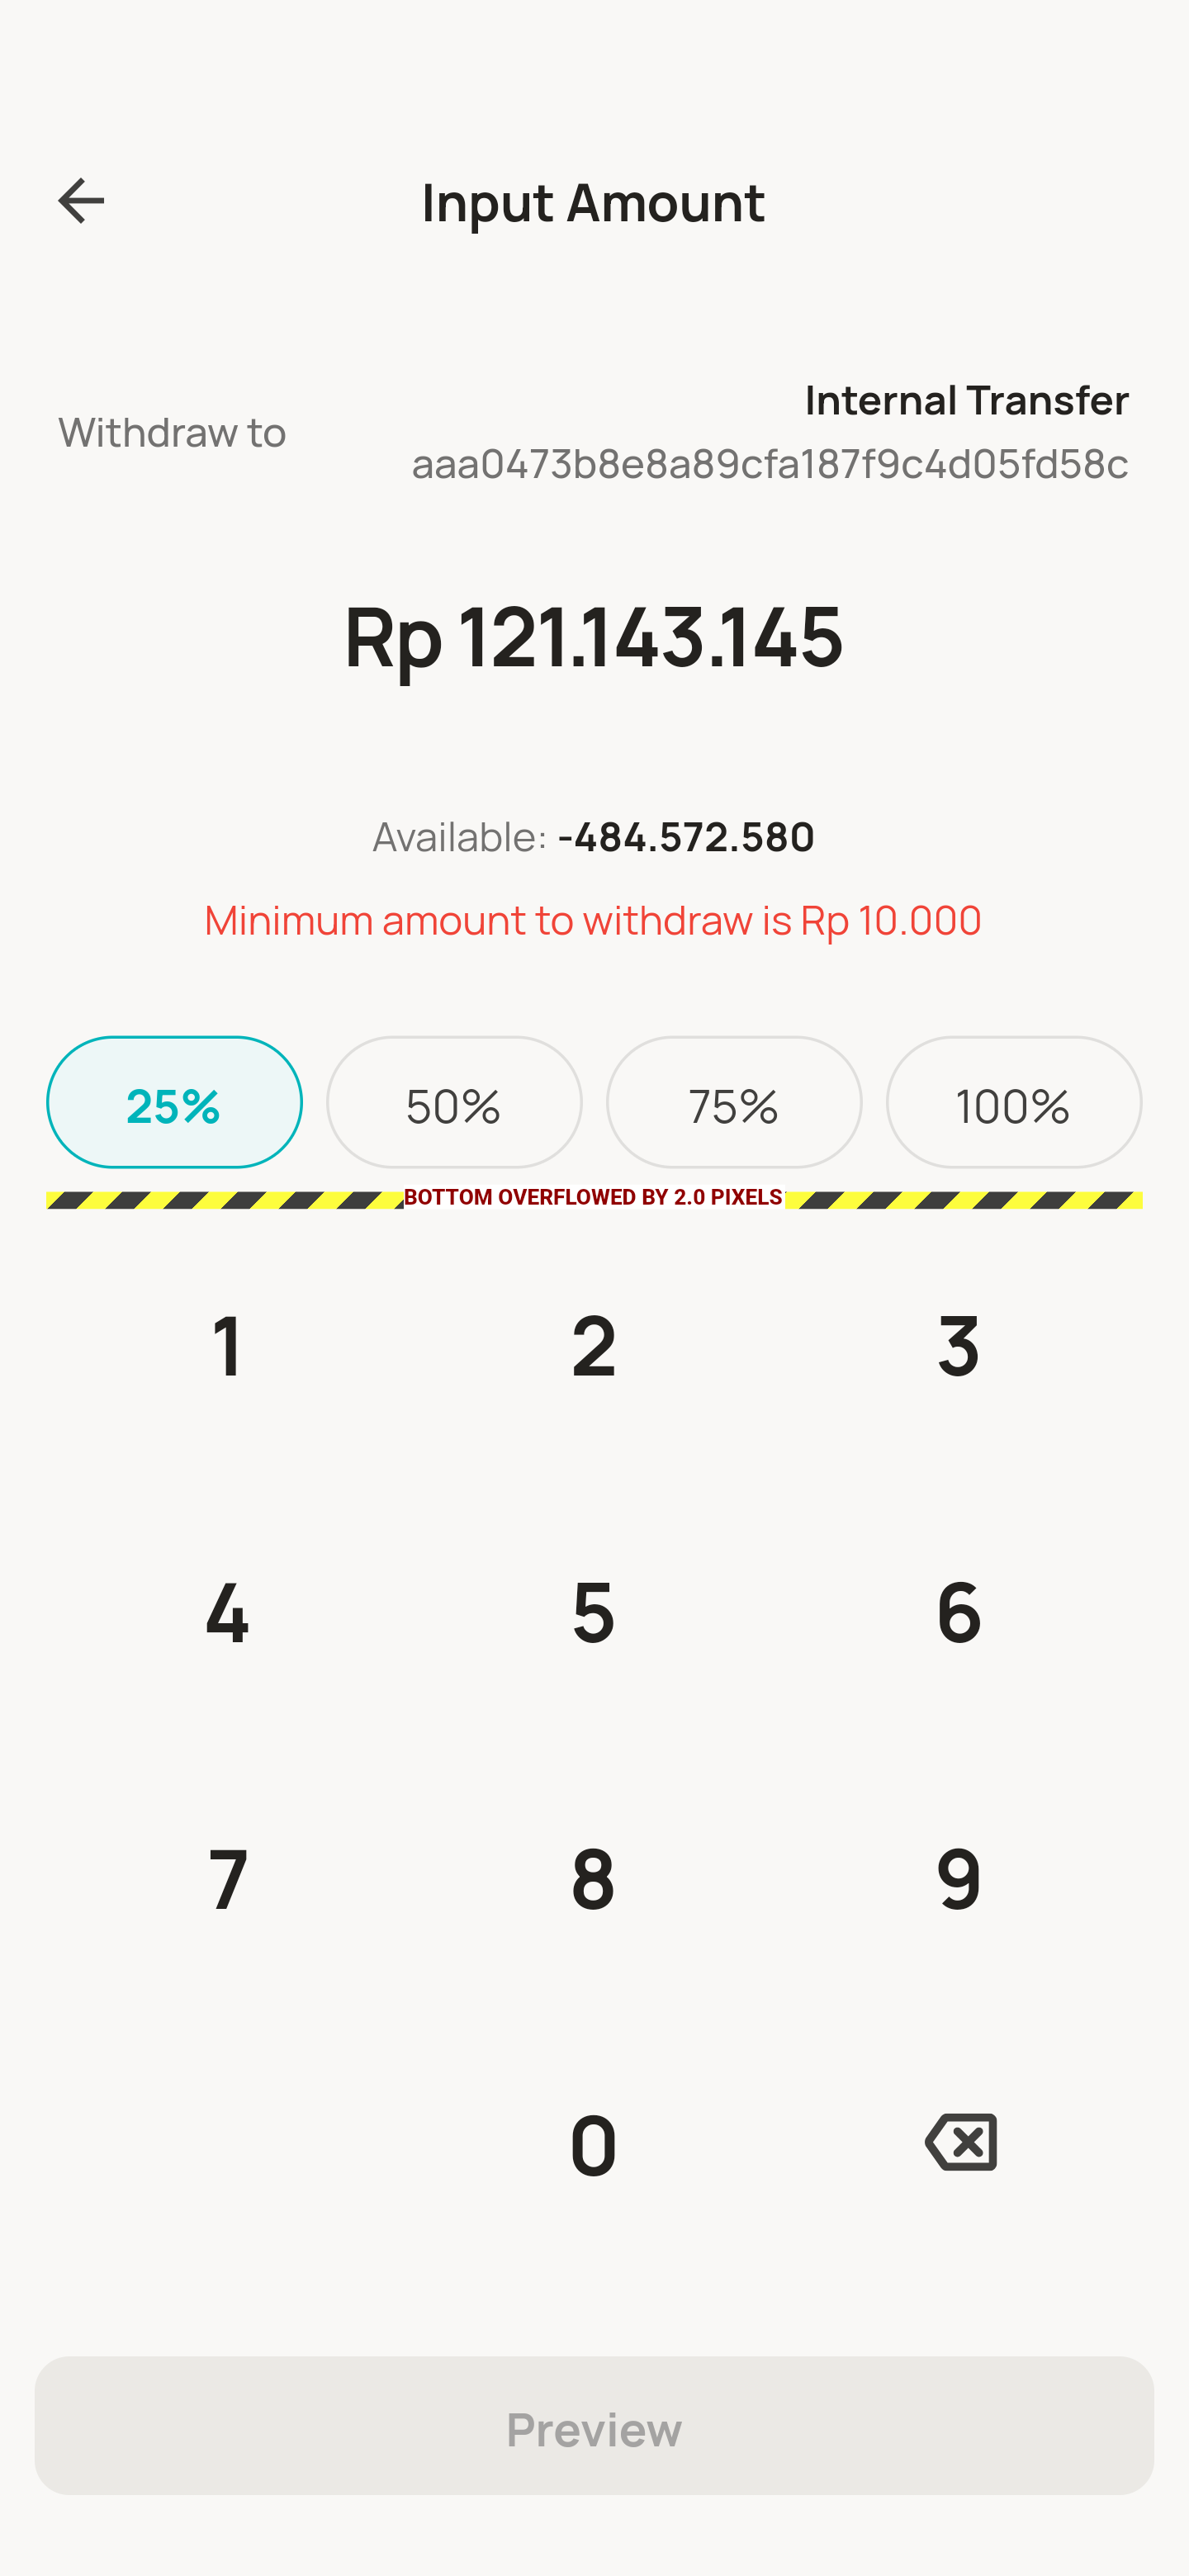 Input Amount
Internal Transfer
Withdraw to
aaa0473b8e8a89cfa187f9c4d05fd58c
Rp 121.143.145
Available: -484.572.580
Minimum amount to withdraw is Rp 10.000
25% 50% 75% 100%
BOTTOM OVERFLOWED BY 2.0 PIXELS
1 2 3
4 5 6
7 8 9
0
Preview